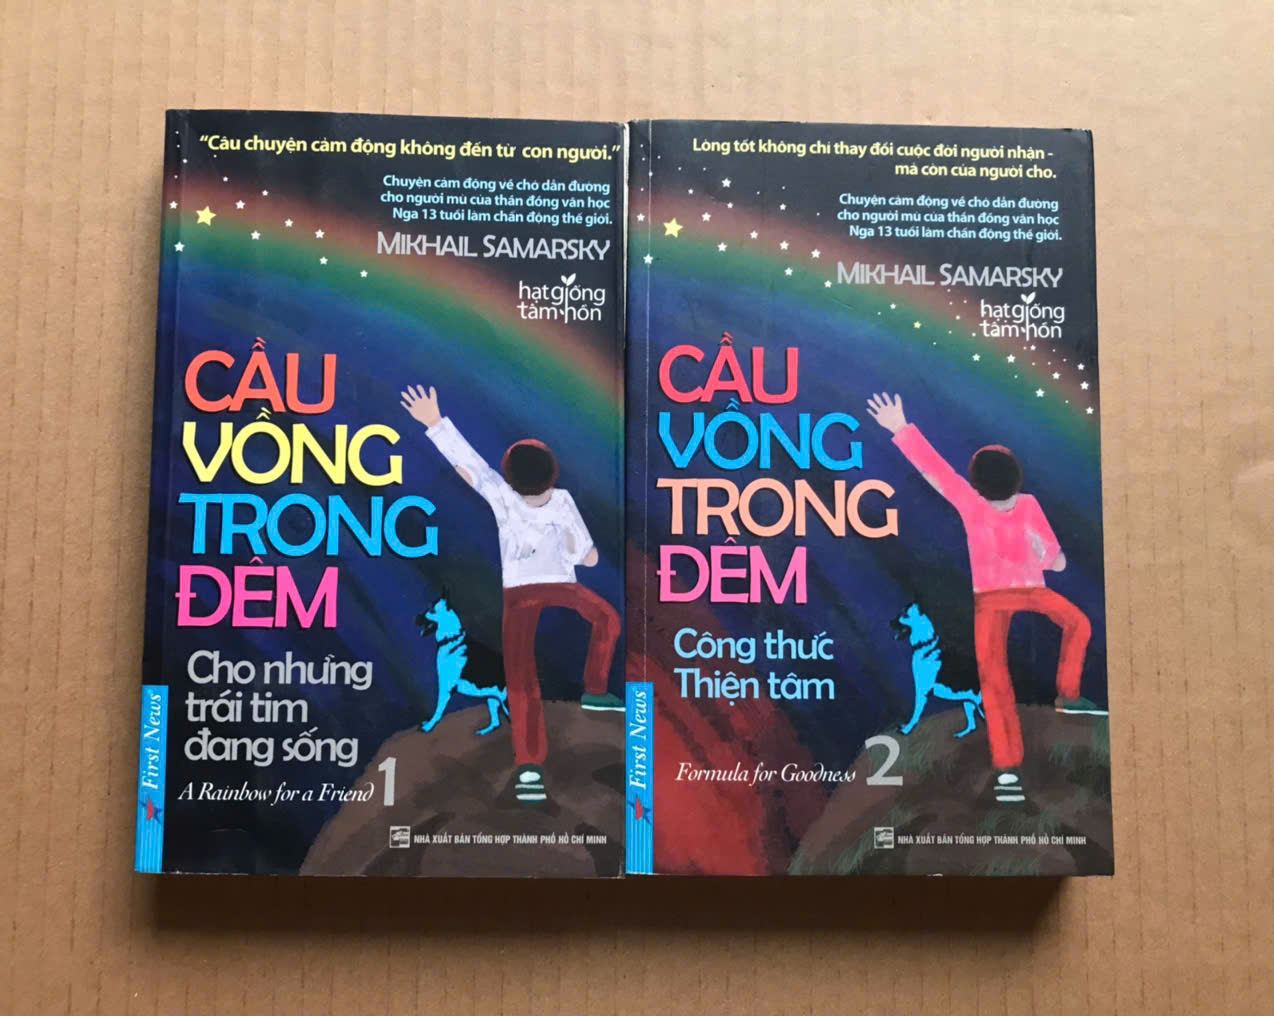 “Câu chuyện cảm động không đến từ con người.”
Chuyện cảm động về chó dẫn đường
cho người mù của thần đồng văn học
Nga 13 tuổi làm chấn động thế giới.
MIKHAIL SAMARSKY
hạt giống
tâm hồn
CẦU
VỒNG
TRONG
ĐÊM
Cho những
trái tim
đang sống
A Rainbow for a Friend 1
First News
NHÀ XUẤT BẢN TỔNG HỢP THÀNH PHỐ HỒ CHÍ MINH
Lòng tốt không chỉ thay đổi cuộc đời người nhận -
mà còn của người cho.
Chuyện cảm động về chó dẫn đường
cho người mù của thần đồng văn học
Nga 13 tuổi làm chấn động thế giới.
MIKHAIL SAMARSKY
hạt giống
tâm hồn
CẦU
VỒNG
TRONG
ĐÊM
Công thức
Thiện tâm
Formula for Goodness 2
First News
NHÀ XUẤT BẢN TỔNG HỢP THÀNH PHỐ HỒ CHÍ MINH